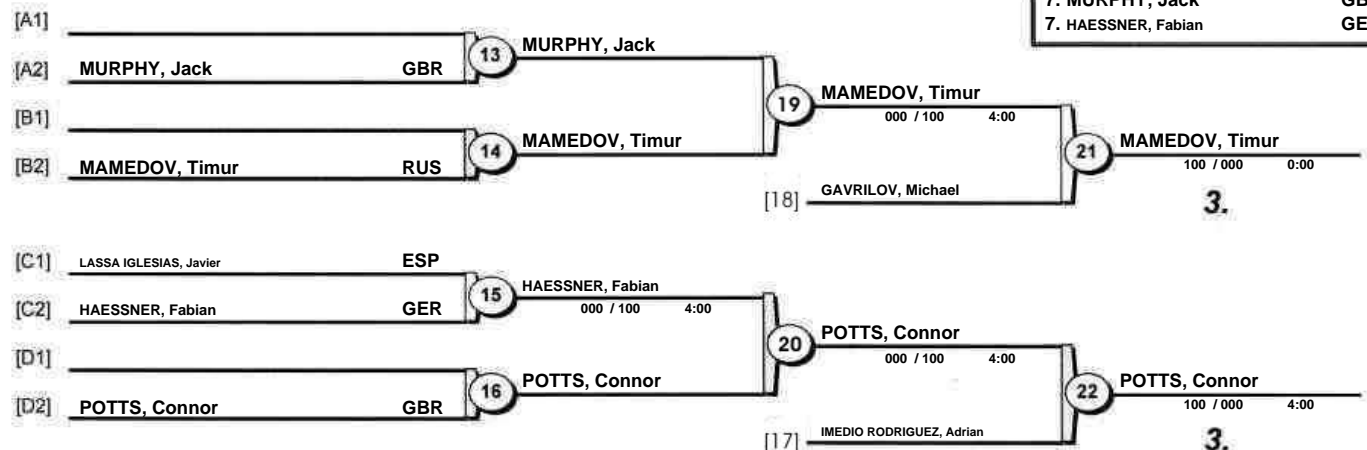 7. MURPHY, Jack
7. HAESSNER, Fabian GE
[A1]
[A2] MURPHY, Jack GBR
13 MURPHY, Jack
[B1]
[B2] MAMEDOV, Timur RUS
14 MAMEDOV, Timur
19 MAMEDOV, Timur
000 / 100 4:00
[18] GAVRILOV, Michael
21 MAMEDOV, Timur
100 / 000 0:00
3.
[C1] LASSA IGLESIAS, Javier ESP
[C2] HAESSNER, Fabian GER
15 HAESSNER, Fabian
000 / 100 4:00
[D1]
[D2] POTTS, Connor GBR
16 POTTS, Connor
20 POTTS, Connor
000 / 100 4:00
[17] IMEDIO RODRIGUEZ, Adrian
22 POTTS, Connor
100 / 000 4:00
3.